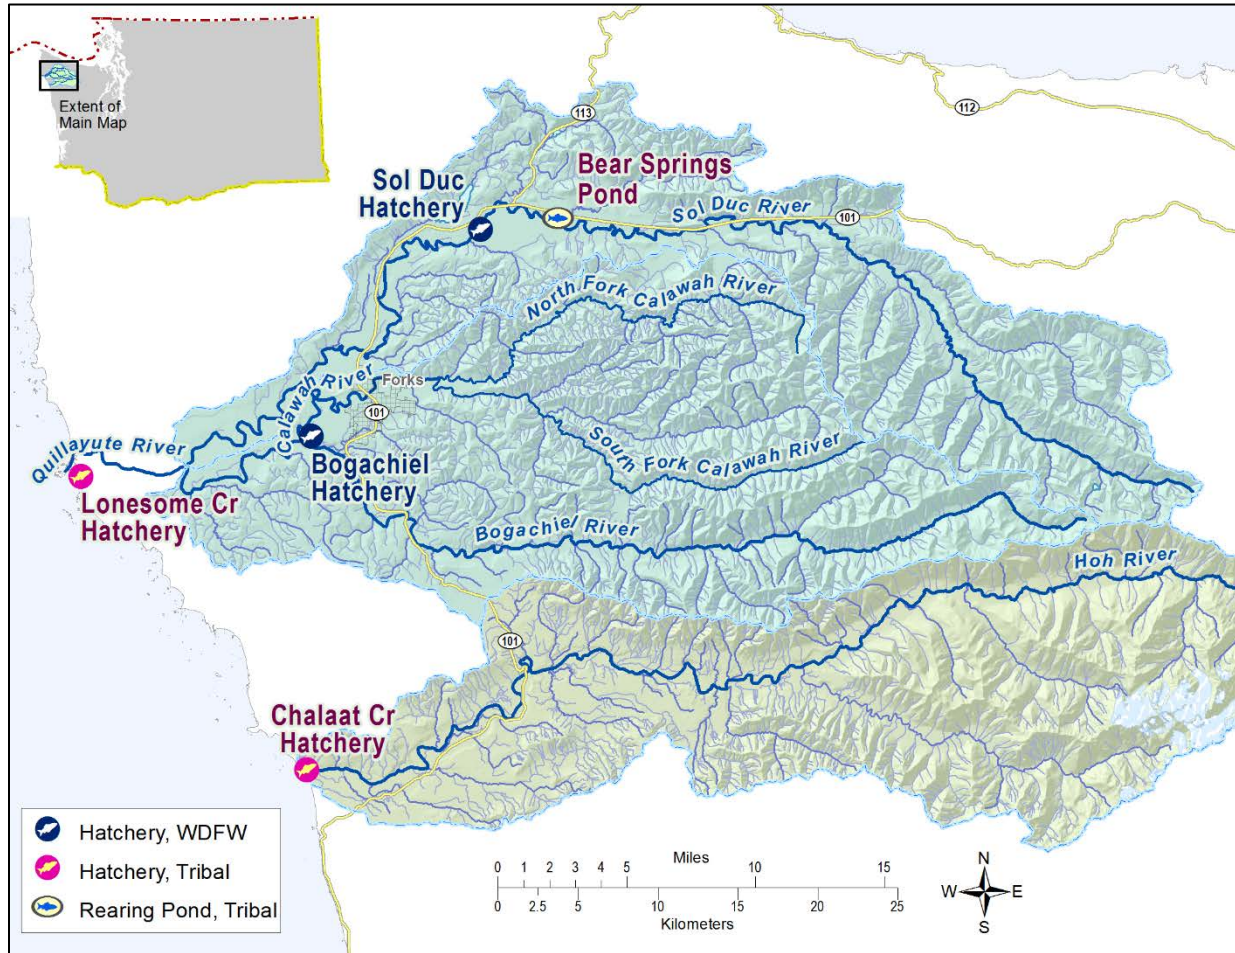 Extent of
Main Map
113
112
Bear Springs
Pond
Sol Duc
Hatchery
Sol Duc River
101
North Fork Calawah River
Calawah River
Forks
101
South Fork Calawah River
Quillayute River
Bogachiel
Hatchery
Lonesome Cr
Hatchery
Bogachiel River
Hoh River
101
Chalaat Cr
Hatchery
Hatchery, WDFW
Hatchery, Tribal
Rearing Pond, Tribal
Miles
0 1 2 3 4 5 10 15
0 2.5 5 10 15 20 25
Kilometers
N
W E
S